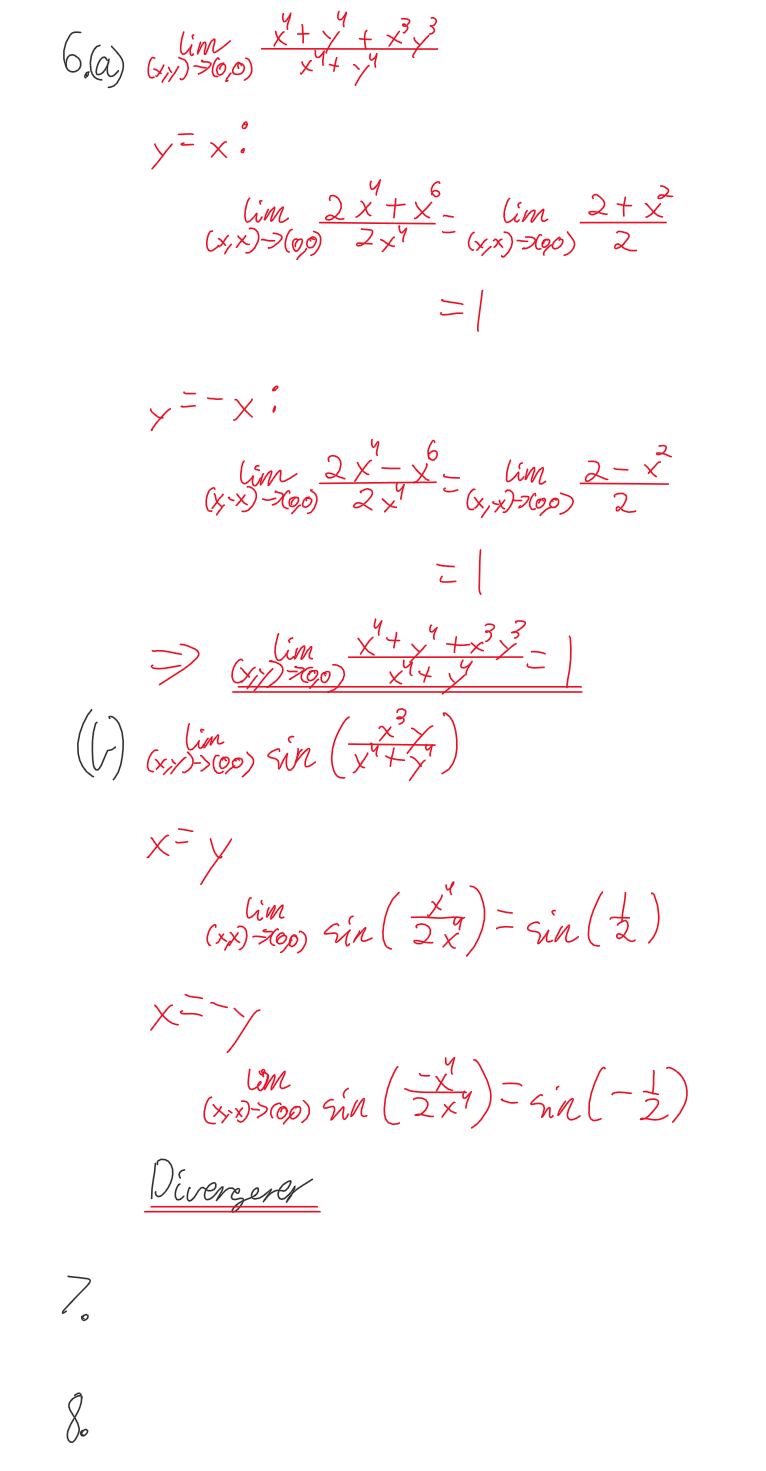 6.(a) lim (x,y)→(0,0) (x⁴ + y⁴ + x³y³)/(x⁴ + y⁴)
y = x :
lim (x,x)→(0,0) (2x⁴ + x⁶)/(2x⁴) = lim (x,x)→(0,0) (2 + x²)/2
= 1
y = -x :
lim (x,-x)→(0,0) (2x⁴ - x⁶)/(2x⁴) = lim (x,-x)→(0,0) (2 - x²)/2
= 1
⇒ lim (x,y)→(0,0) (x⁴ + y⁴ + x³y³)/(x⁴ + y⁴) = 1
(b) lim (x,y)→(0,0) sin((x³y)/(x⁴ + y⁴))
x = y
lim (x,x)→(0,0) sin(x⁴/(2x⁴)) = sin(1/2)
x = -y
lim (x,-x)→(0,0) sin(-x⁴/(2x⁴)) = sin(-1/2)
Divergerer
7.
8.